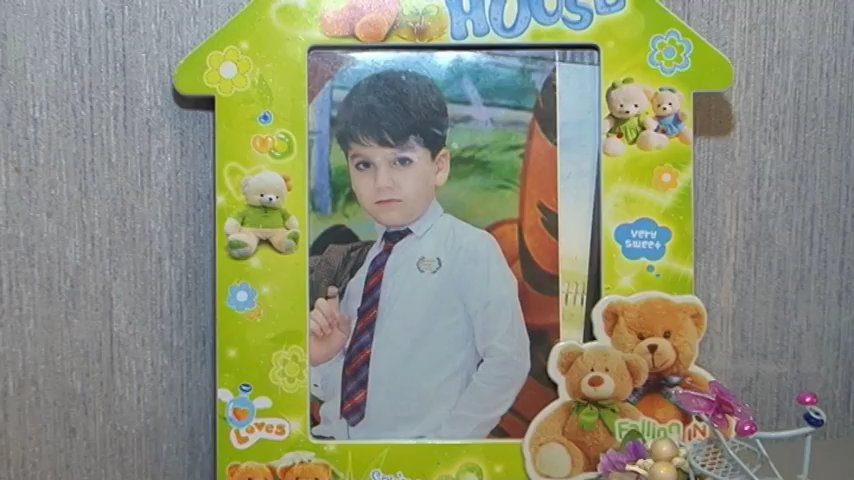 HOUSE
very
sweet
Loves
Falling IN